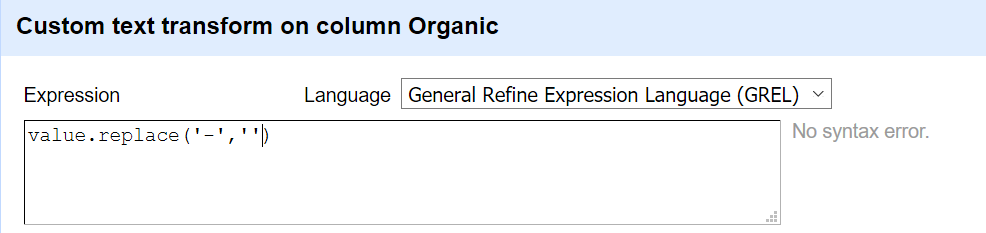 Custom text transform on column Organic
Expression Language General Refine Expression Language (GREL)
value.replace('-','') No syntax error.